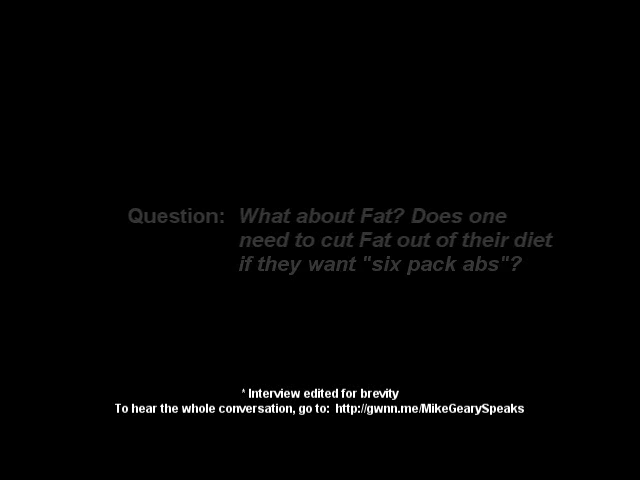 Question: What about Fat? Does one
need to cut Fat out of their diet
if they want "six pack abs"?
* Interview edited for brevity
To hear the whole conversation, go to: http://gwnn.me/MikeGearySpeaks